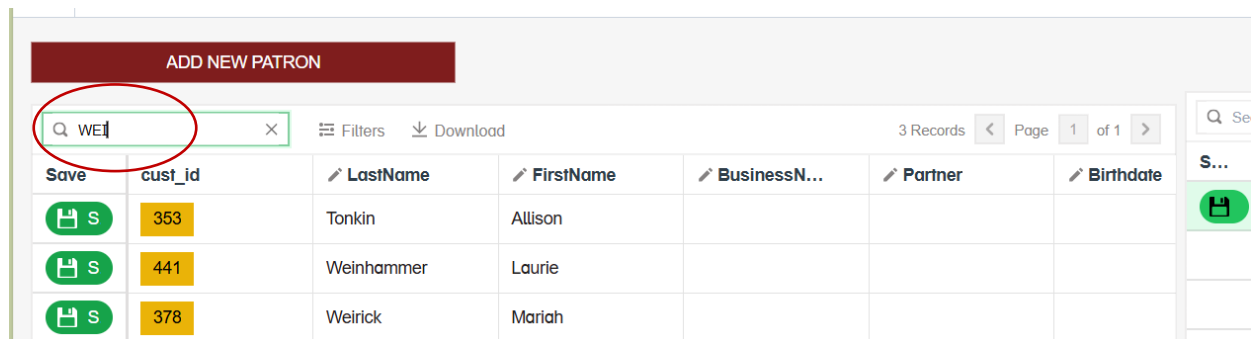 ADD NEW PATRON
WEI
Filters
Download
3 Records
Page 1 of 1
Save cust_id LastName FirstName BusinessN... Partner Birthdate
S 353 Tonkin Allison
S 441 Weinhammer Laurie
S 378 Weirick Mariah
Se
S...